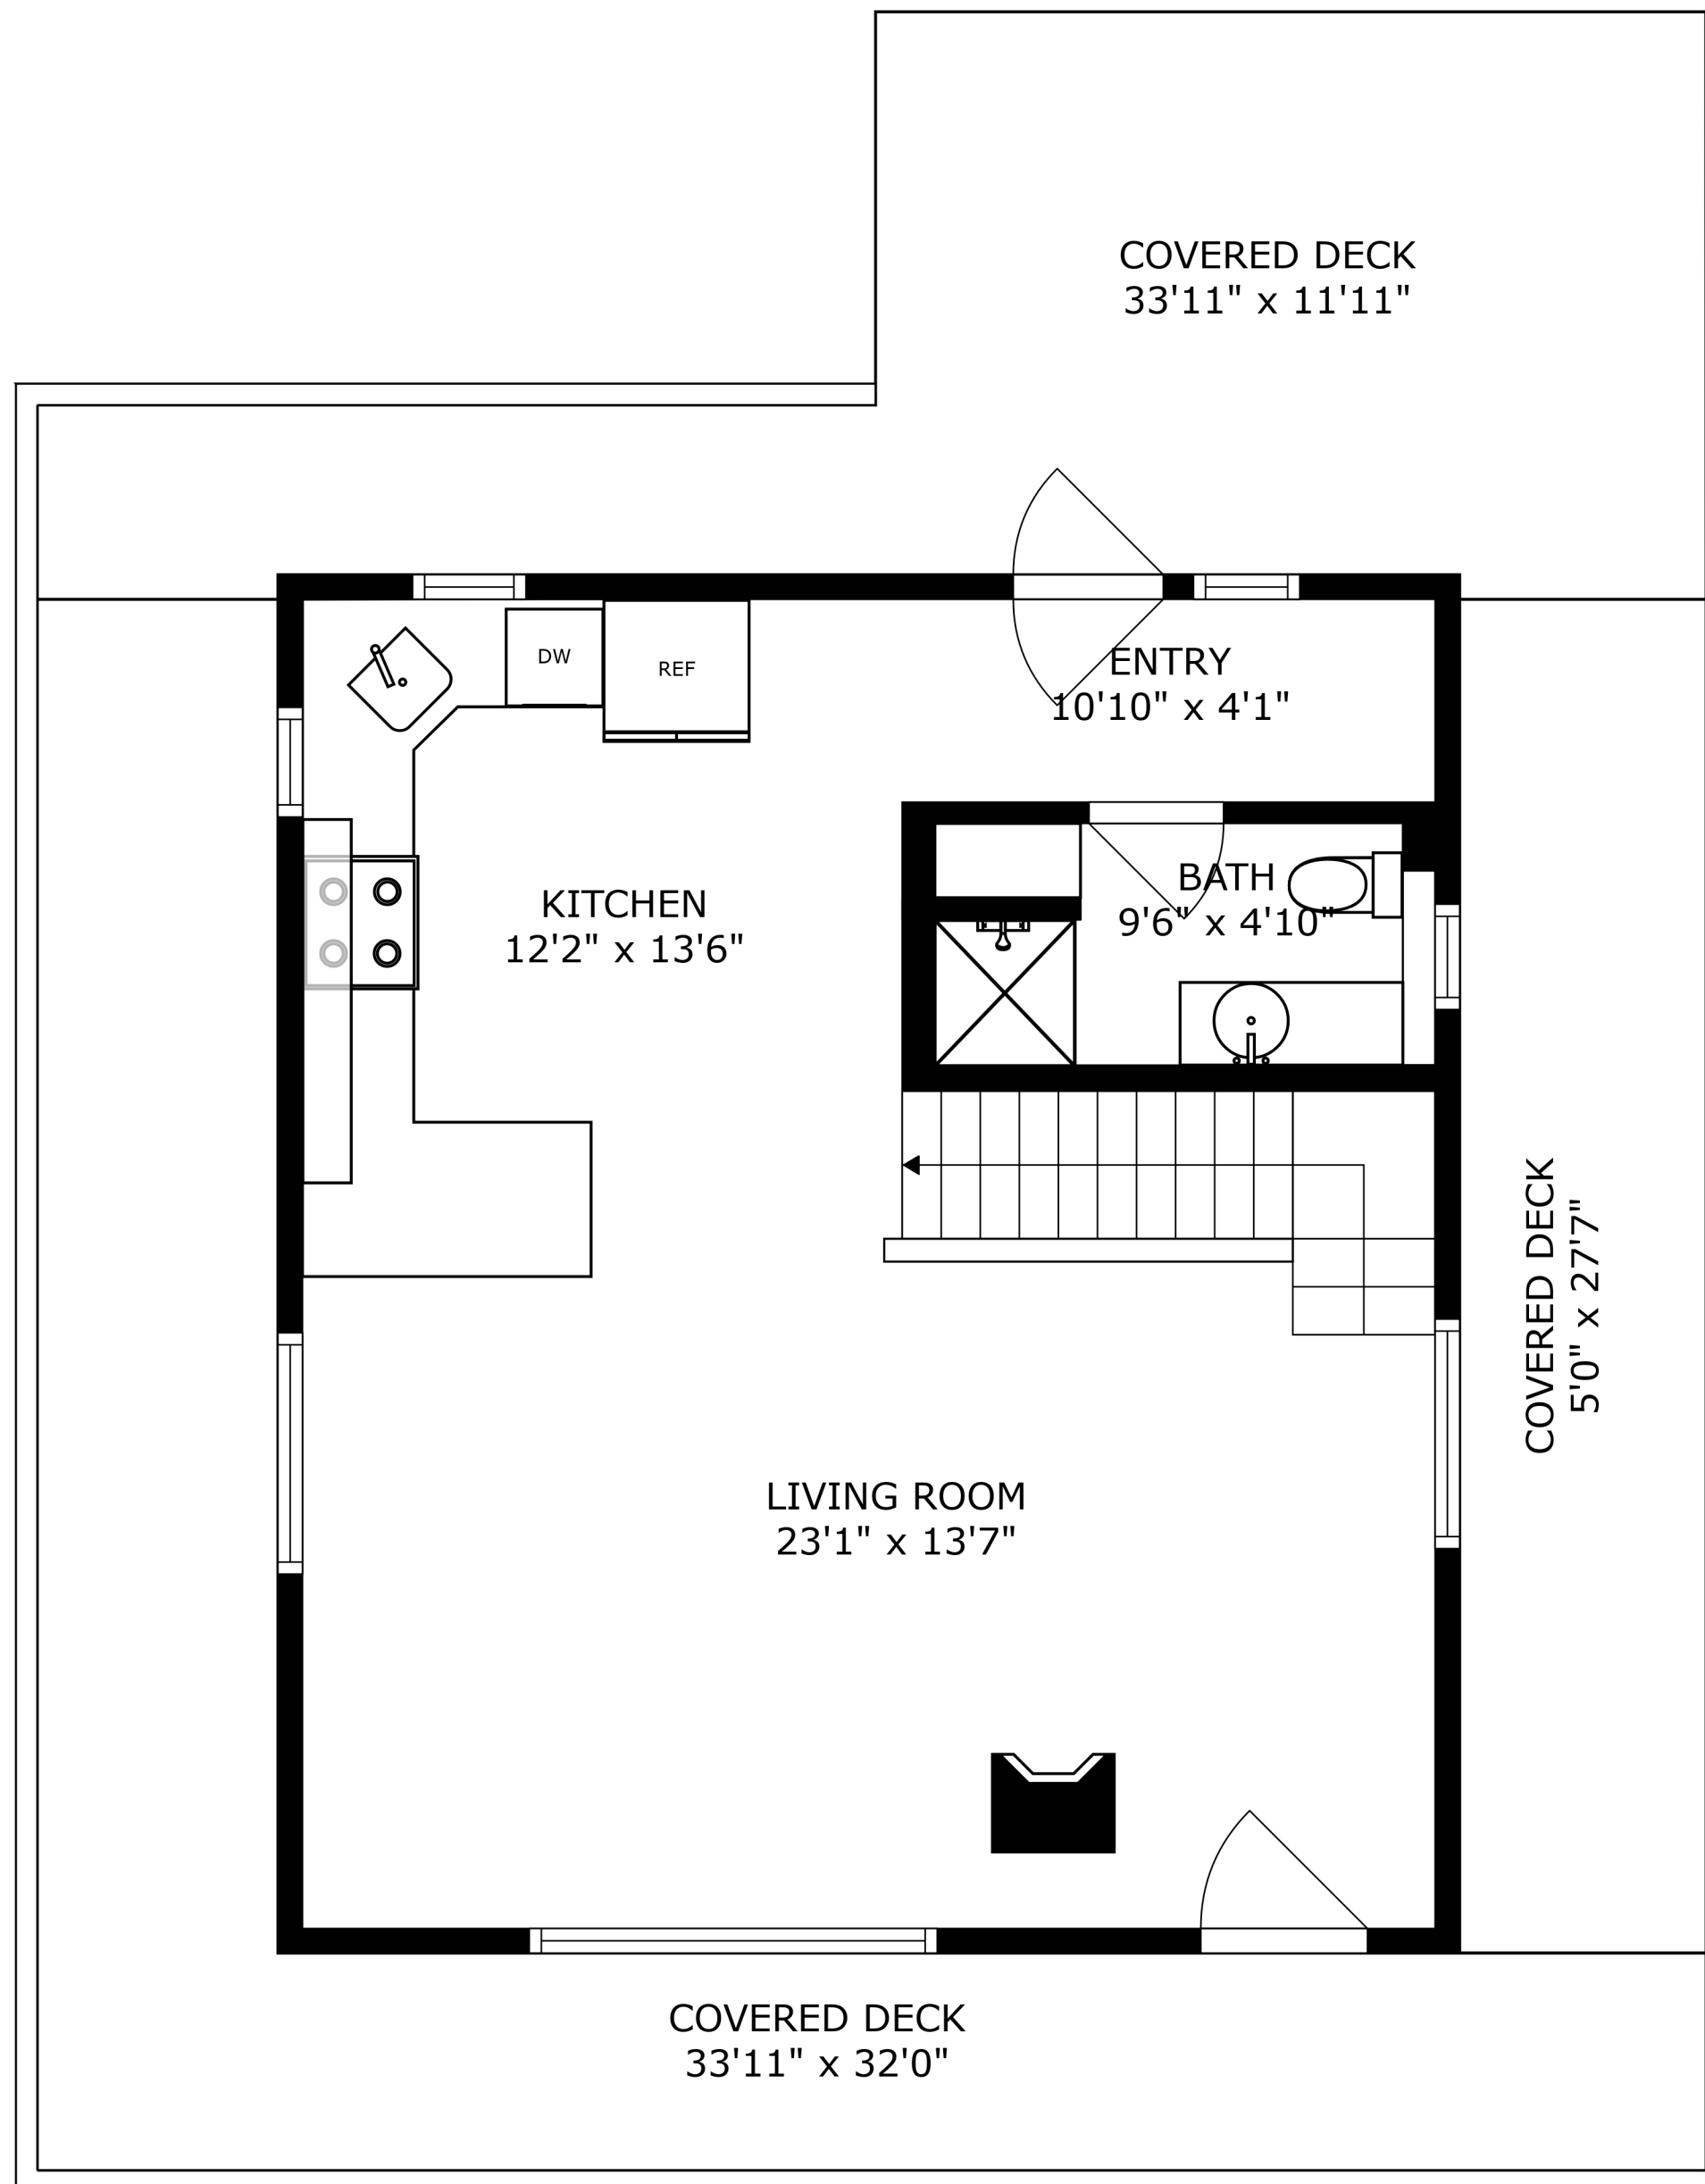 COVERED DECK
33'11" x 11'11"
ENTRY
10'10" x 4'1"
DW
REF
BATH
9'6" x 4'10"
KITCHEN
12'2" x 13'6"
COVERED DECK
5'0" x 27'7"
LIVING ROOM
23'1" x 13'7"
COVERED DECK
33'11" x 32'0"